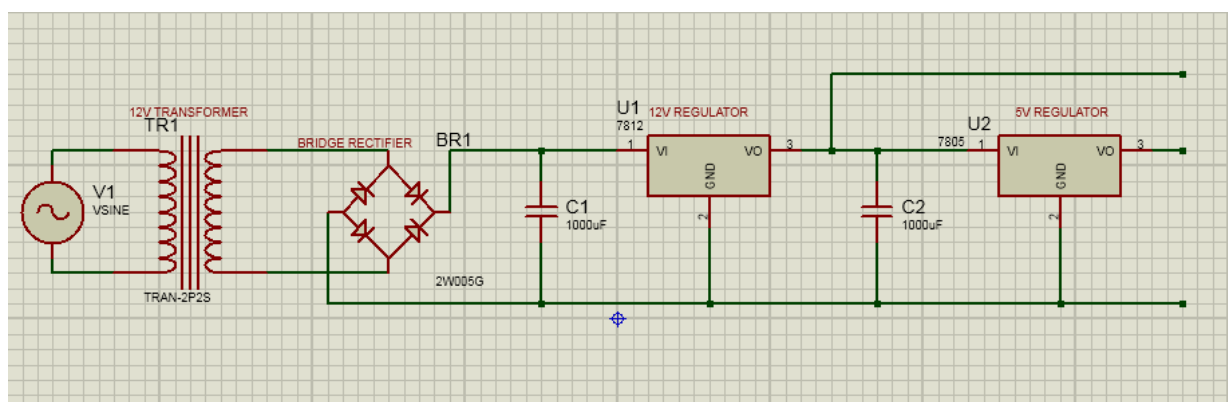 12V TRANSFORMER
TR1
V1
VSINE
TRAN-2P2S
BRIDGE RECTIFIER
BR1
2W005G
C1
1000uF
U1
12V REGULATOR
7812
1
VI
VO
3
GND
2
C2
1000uF
5V REGULATOR
U2
7805
1
VI
VO
3
GND
2